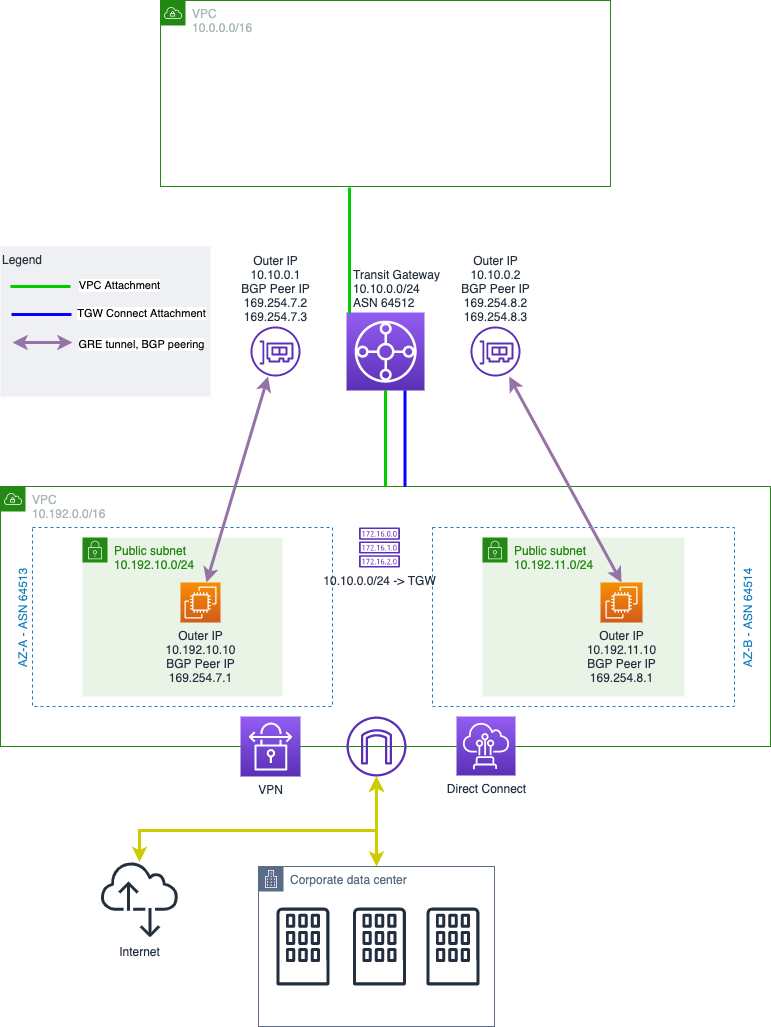 VPC
10.0.0.0/16
Legend
VPC Attachment
TGW Connect Attachment
GRE tunnel, BGP peering
Outer IP
10.10.0.1
BGP Peer IP
169.254.7.2
169.254.7.3
Transit Gateway
10.10.0.0/24
ASN 64512
Outer IP
10.10.0.2
BGP Peer IP
169.254.8.2
169.254.8.3
VPC
10.192.0.0/16
AZ-A - ASN 64513
Public subnet
10.192.10.0/24
Outer IP
10.192.10.10
BGP Peer IP
169.254.7.1
172.16.0.0
172.16.1.0
172.16.2.0
10.10.0.0/24 -> TGW
Public subnet
10.192.11.0/24
Outer IP
10.192.11.10
BGP Peer IP
169.254.8.1
AZ-B - ASN 64514
VPN
Direct Connect
Internet
Corporate data center